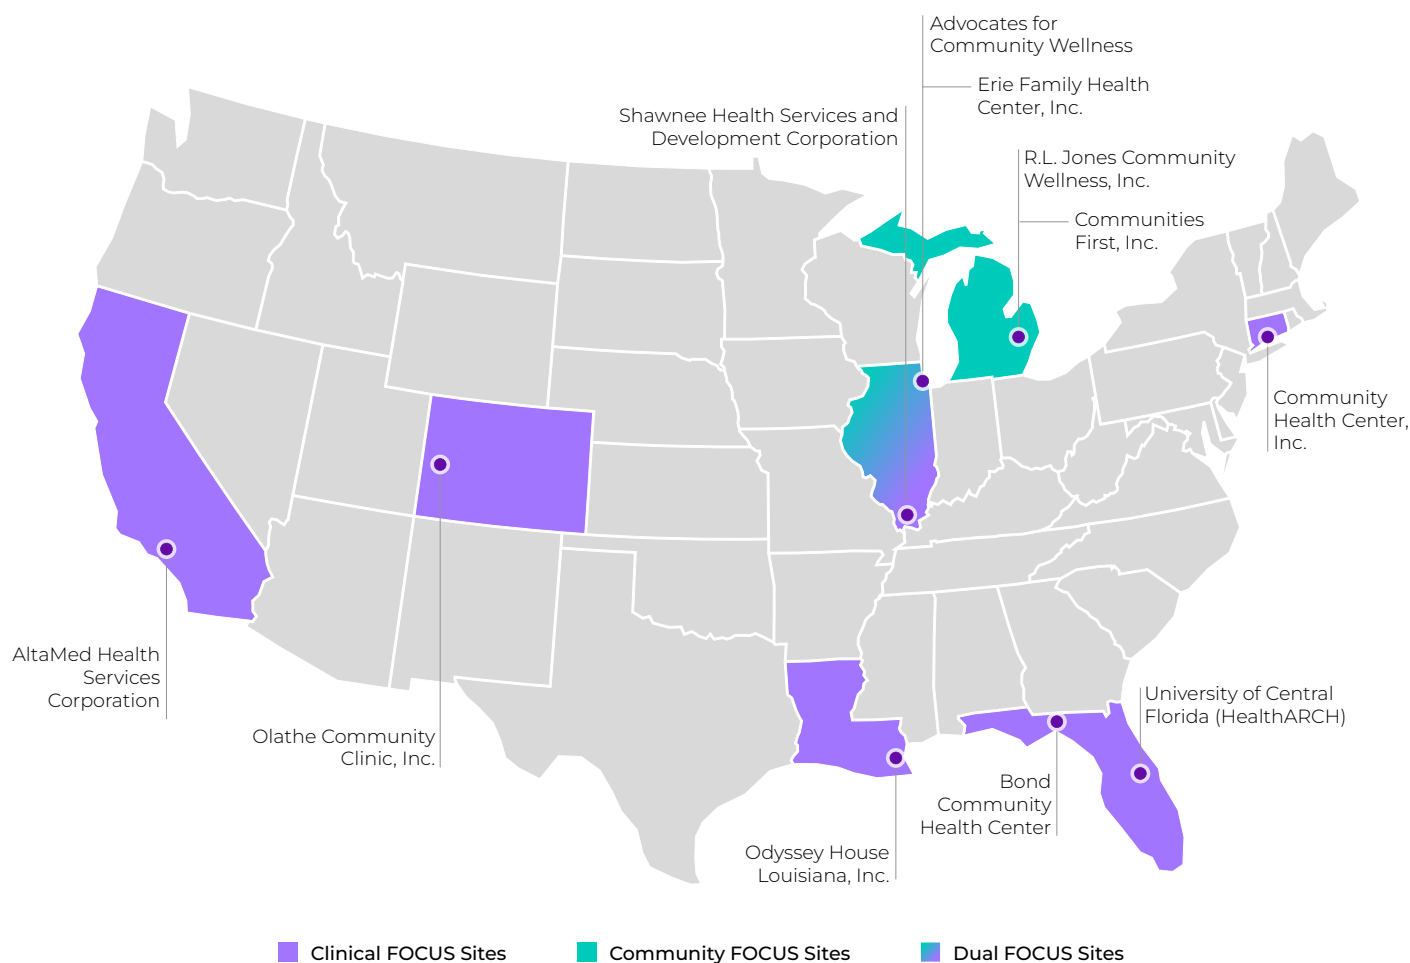 Advocates for
Community Wellness
Erie Family Health
Center, Inc.
Shawnee Health Services and
Development Corporation
R.L. Jones Community
Wellness, Inc.
Communities
First, Inc.
Community
Health Center,
Inc.
AltaMed Health
Services
Corporation
Olathe Community
Clinic, Inc.
University of Central
Florida (HealthARCH)
Bond
Community
Health Center
Odyssey House
Louisiana, Inc.
Clinical FOCUS Sites
Community FOCUS Sites
Dual FOCUS Sites